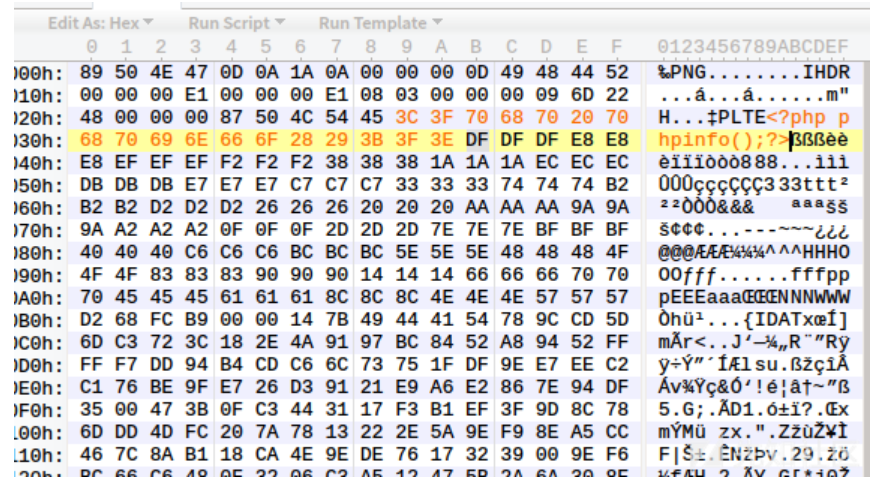 Edit As: Hex Run Script Run Template
0 1 2 3 4 5 6 7 8 9 A B C D E F 0123456789ABCDEF
000h: 89 50 4E 47 0D 0A 1A 0A 00 00 00 0D 49 48 44 52 ‰PNG........IHDR
010h: 00 00 00 E1 00 00 00 E1 08 03 00 00 00 09 6D 22 ...á...á......m"
020h: 48 00 00 00 87 50 4C 54 45 3C 3F 70 68 70 20 70 H...‡PLTE<?php p
030h: 68 70 69 6E 66 6F 28 29 3B 3F 3E DF DF DF E8 E8 hpinfo();?>ßßßèè
040h: E8 EF EF EF F2 F2 F2 38 38 38 1A 1A 1A EC EC EC èïïïòòò888...ììì
050h: DB DB DB E7 E7 E7 C7 C7 C7 33 33 33 74 74 74 B2 ÛÛÛçççÇÇÇ333ttt²
060h: B2 B2 D2 D2 D2 26 26 26 20 20 20 AA AA AA 9A 9A ²²ÒÒÒ&&& ªªªšš
070h: 9A A2 A2 A2 0F 0F 0F 2D 2D 2D 7E 7E 7E BF BF BF š¢¢¢...---~~~¿¿¿
080h: 40 40 40 C6 C6 C6 BC BC BC 5E 5E 5E 48 48 48 4F @@@ÆÆÆ¼¼¼^^^HHHO
090h: 4F 4F 83 83 83 90 90 90 14 14 14 66 66 66 70 70 OOƒƒƒ......fffpp
0A0h: 70 45 45 45 61 61 61 8C 8C 8C 4E 4E 4E 57 57 57 pEEEaaaŒŒŒNNNWWW
0B0h: D2 68 FC B9 00 00 14 7B 49 44 41 54 78 9C CD 5D Òhü¹...{IDATxœÍ]
0C0h: 6D C3 72 3C 18 2E 4A 91 97 BC 84 52 A8 94 52 FF mÃr<..J‘—¼„R¨”Rÿ
0D0h: FF F7 DD 94 B4 CD C6 6C 73 75 1F DF 9E E7 EE C2 ÿ÷Ý”´ÍÆlsu.ßžçîÂ
0E0h: C1 76 BE 9F E7 26 D3 91 21 E9 A6 E2 86 7E 94 DF Áv¾Ÿç&Ó‘!é¦â†~”ß
0F0h: 35 00 47 3B 0F C3 44 31 17 F3 B1 EF 3F 9D 8C 78 5.G;.ÃD1.ó±ï?.Œx
100h: 6D DD 4D FC 20 7A 78 13 22 2E 5A 9E F9 8E A5 CC mÝMü zx.".ZžùŽ¥Ì
110h: 46 7C 8A B1 18 CA 4E 9E DE 76 17 32 39 00 9E F6 F|Š±.ÊNžÞv.29.žö